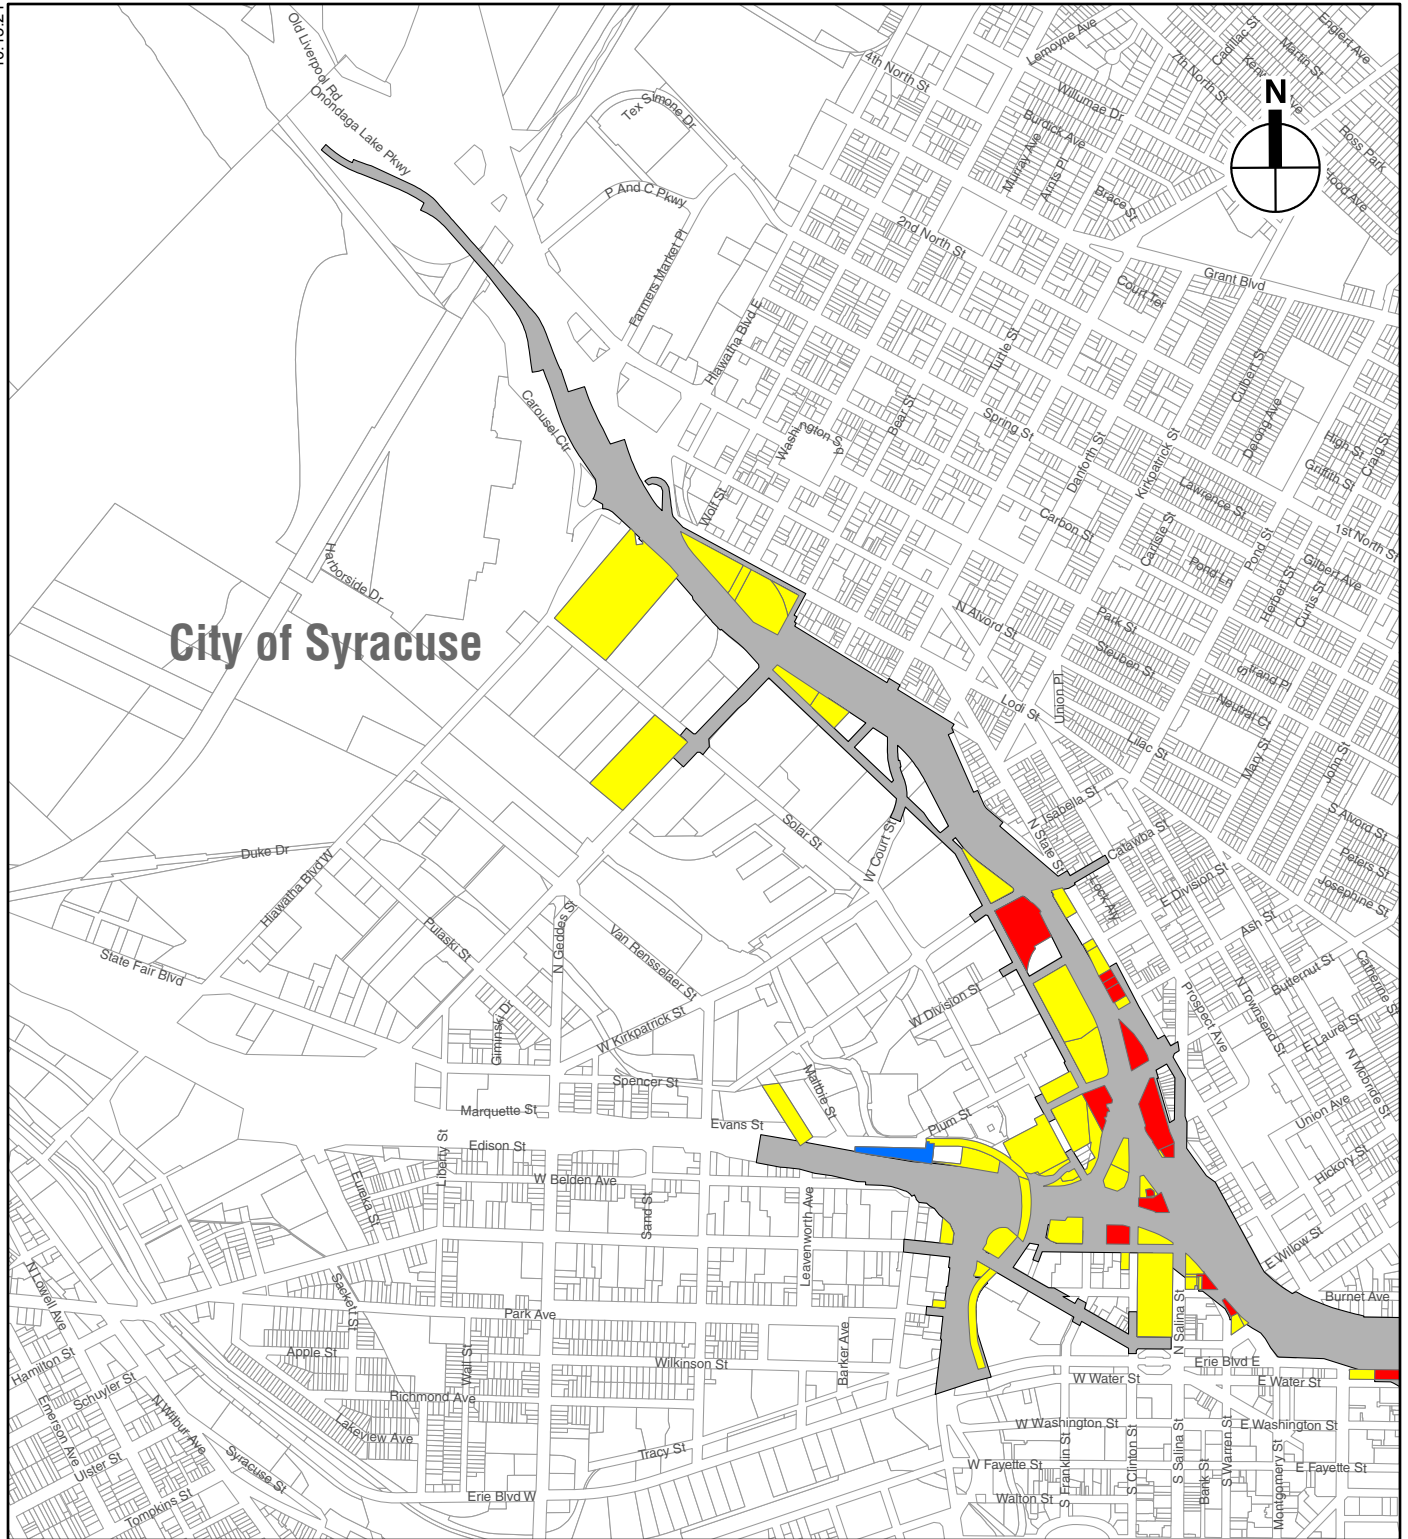 Old Liverpool Rd
Onondaga Lake Pkwy
Tex Simone Dr
P And C Pkwy
Farmers Market Pl
Hiawatha Blvd E
4th North St
Lemoyne Ave
Willumae Dr
Burdick Ave
Murray Ave
Arnts Pl
Brace St
7th North St
Cadillac St
Martin St
Englert Ave
Ross Park
N
2nd North St
Grant Blvd
Court Ter
Turtle St
Spring St
Bear St
Washington Sq
Wolf St
Carousel Ctr
Culbert St
Delong Ave
High St
Griffith St
Craig St
Danforth St
Kirkpatrick St
Lawrence St
1st North St
Carbon St
Carlisle St
Pond Ln
Pond St
Gilbert Ave
Herbert St
Curtis St
Harborside Dr
City of Syracuse
N Alvord St
Park St
Steuben St
Strand Pl
Neutral Ct
Union Pl
Lodi St
Lilac St
Mary St
John St
Isabella St
N State St
Catawba St
Lock Aly
E Division St
S Alvord St
Peters St
Josephine St
Ash St
Solar St
W Court St
Duke Dr
Hiawatha Blvd W
State Fair Blvd
Pulaski St
N Geddes St
Van Rensselaer St
Giminski Dr
W Kirkpatrick St
W Division St
Prospect Ave
N Townsend St
Butternut St
Catherine St
E Laurel St
N Mcbride St
Union Ave
Hickory St
Spencer St
Marquette St
Maltbie St
Evans St
Plum St
Liberty St
Edison St
W Belden Ave
Eureka St
Sand St
Leavenworth Ave
E Willow St
Burnet Ave
N Lowell Ave
Sackett St
Park Ave
Apple St
Wall St
Wilkinson St
Barker Ave
N Salina St
Erie Blvd E
W Water St
E Water St
Hamilton St
Schuyler St
Emerson Ave
Ulster St
N Wilbur Ave
Richmond Ave
Lakeview Ave
Syracuse St
Tompkins St
Tracy St
Erie Blvd W
W Washington St
E Washington St
W Fayette St
E Fayette St
Walton St
S Franklin St
S Clinton St
S Salina St
Bank St
S Warren St
Montgomery St